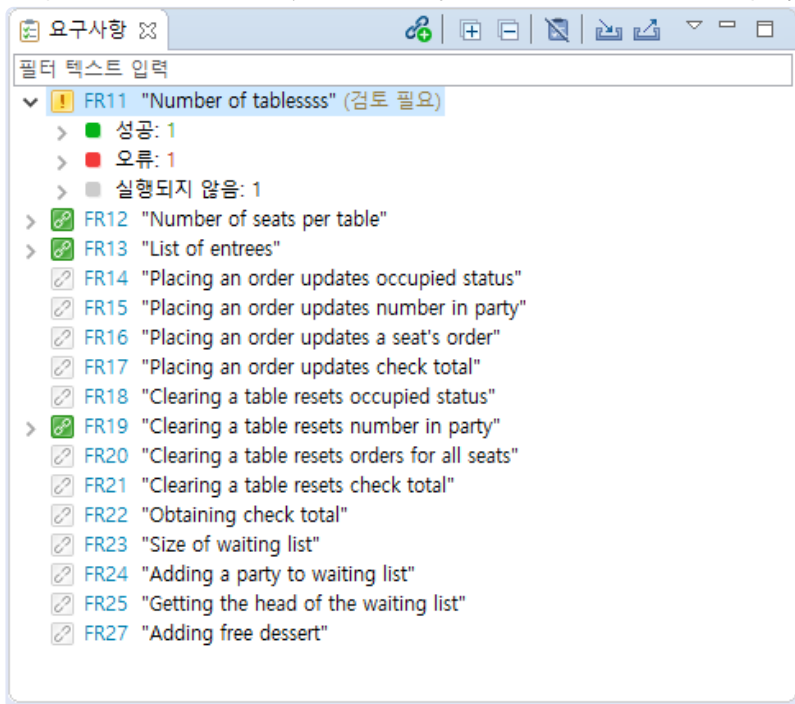 요구사항
필터 텍스트 입력
FR11 "Number of tablessss" (검토 필요)
성공: 1
오류: 1
실행되지 않음: 1
FR12 "Number of seats per table"
FR13 "List of entrees"
FR14 "Placing an order updates occupied status"
FR15 "Placing an order updates number in party"
FR16 "Placing an order updates a seat's order"
FR17 "Placing an order updates check total"
FR18 "Clearing a table resets occupied status"
FR19 "Clearing a table resets number in party"
FR20 "Clearing a table resets orders for all seats"
FR21 "Clearing a table resets check total"
FR22 "Obtaining check total"
FR23 "Size of waiting list"
FR24 "Adding a party to waiting list"
FR25 "Getting the head of the waiting list"
FR27 "Adding free dessert"